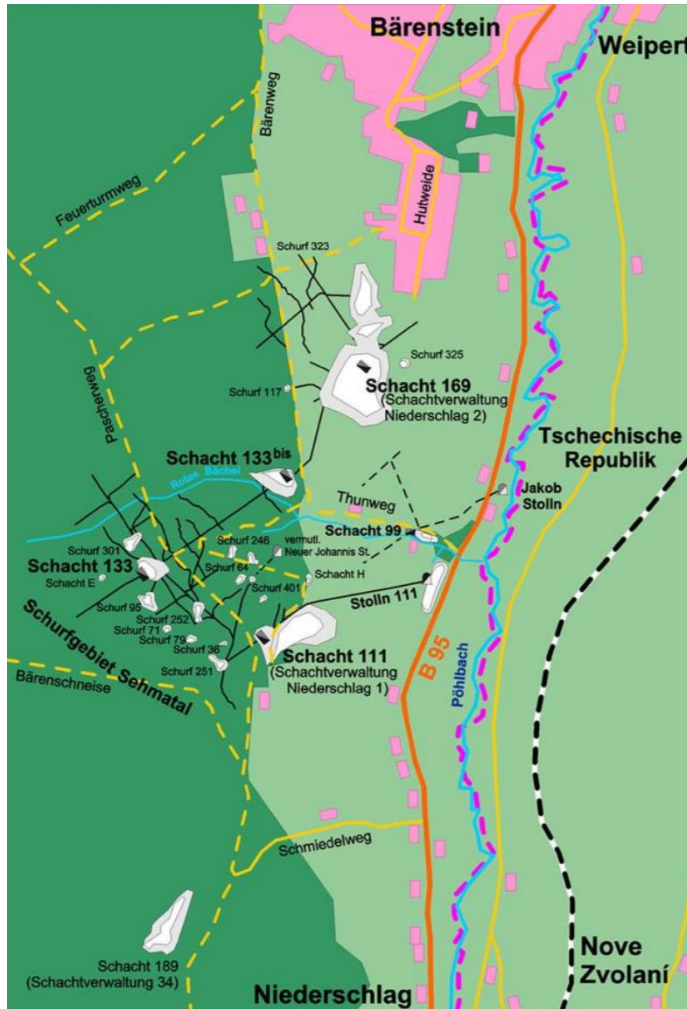 Bärenstein
Weipert
Bärenweg
Feuerturmweg
Hutweide
Schurf 323
Schurf 325
Pascherweg
Schurf 117
Schacht 169
(Schachtverwaltung
Niederschlag 2)
Tschechische
Republik
Schacht 133bis
Rotes Bächel
Thunweg
Jakob
Stolln
Schacht 99
Schurf 301
Schurf 246
vermutl.
Neuer Johannis St.
Schacht 133
Schurf 64
Schacht E
Schacht H
Schurf 401
Schurf 95
Stolln 111
Schurf 252
Schurf 71
Schurf 79
Schurf 36
Schurf 251
Schurfgebiet Sehmatal
Schacht 111
(Schachtverwaltung
Niederschlag 1)
B 95
Pöhlbach
Bärenschneise
Schmiedelweg
Schacht 189
(Schachtverwaltung 34)
Nove
Zvolaní
Niederschlag